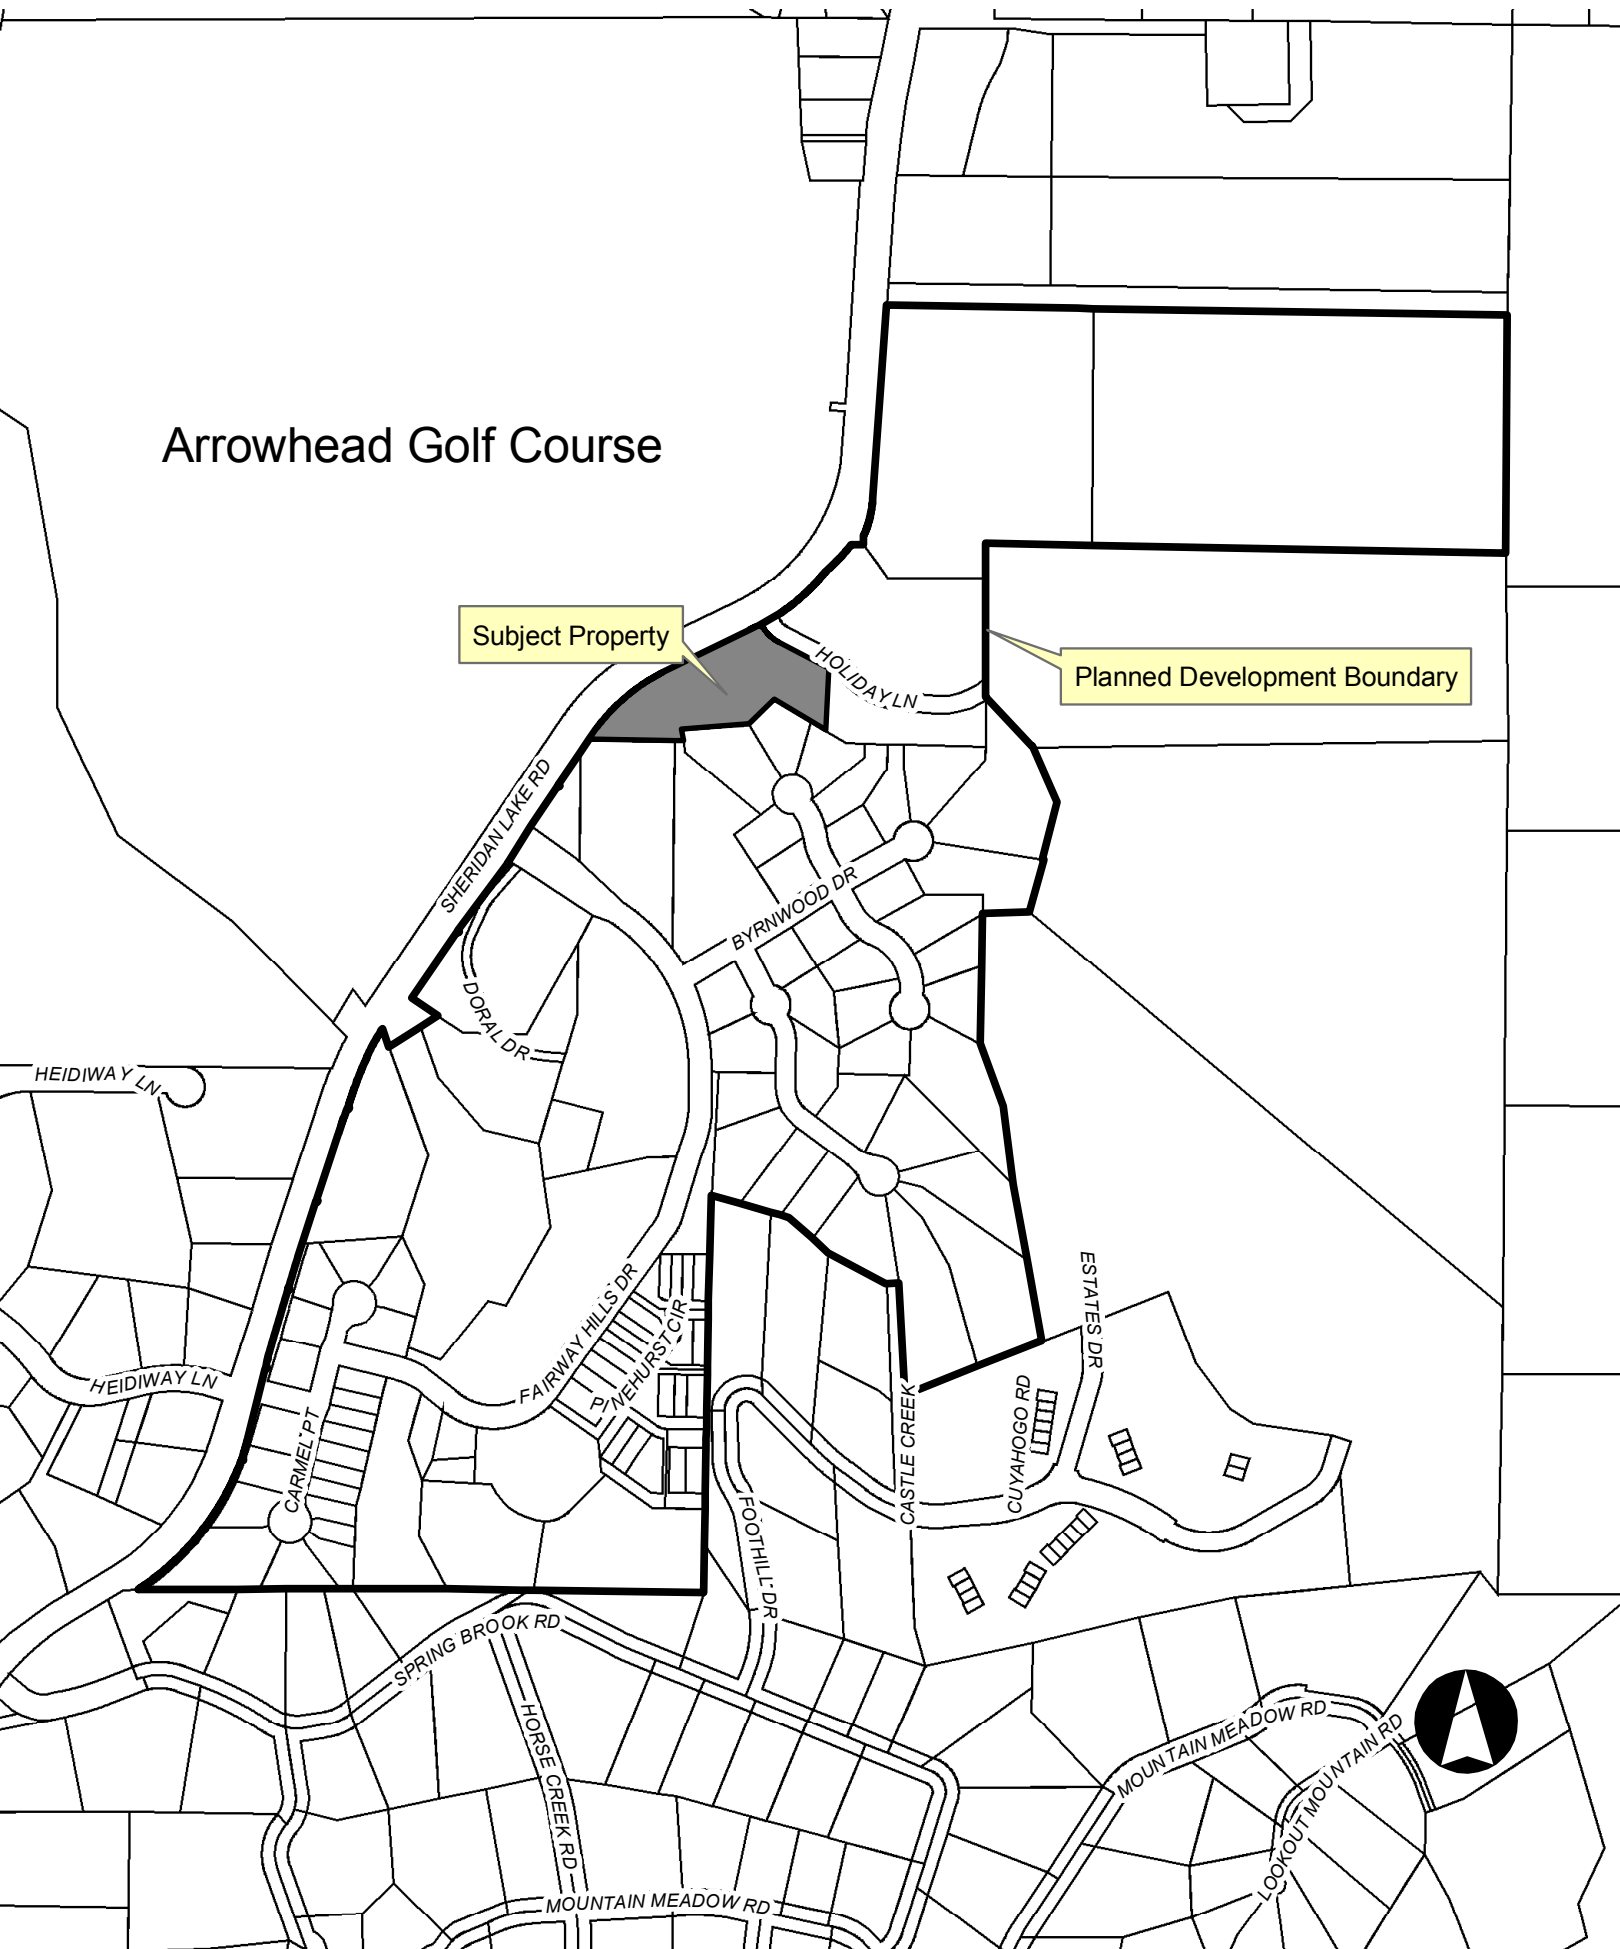 Arrowhead Golf Course
Subject Property
HOLIDAY LN
Planned Development Boundary
SHERIDAN LAKE RD
BYRNWOOD DR
DORAL DR
HEIDIWAY LN
ESTATES DR
FAIRWAY HILLS DR
PINEHURST CIR
HEIDIWAY LN
CARMEL PT
CASTLE CREEK
CUYAHOGO RD
FOOTHILL DR
SPRING BROOK RD
HORSE CREEK RD
MOUNTAIN MEADOW RD
LOOKOUT MOUNTAIN RD
MOUNTAIN MEADOW RD